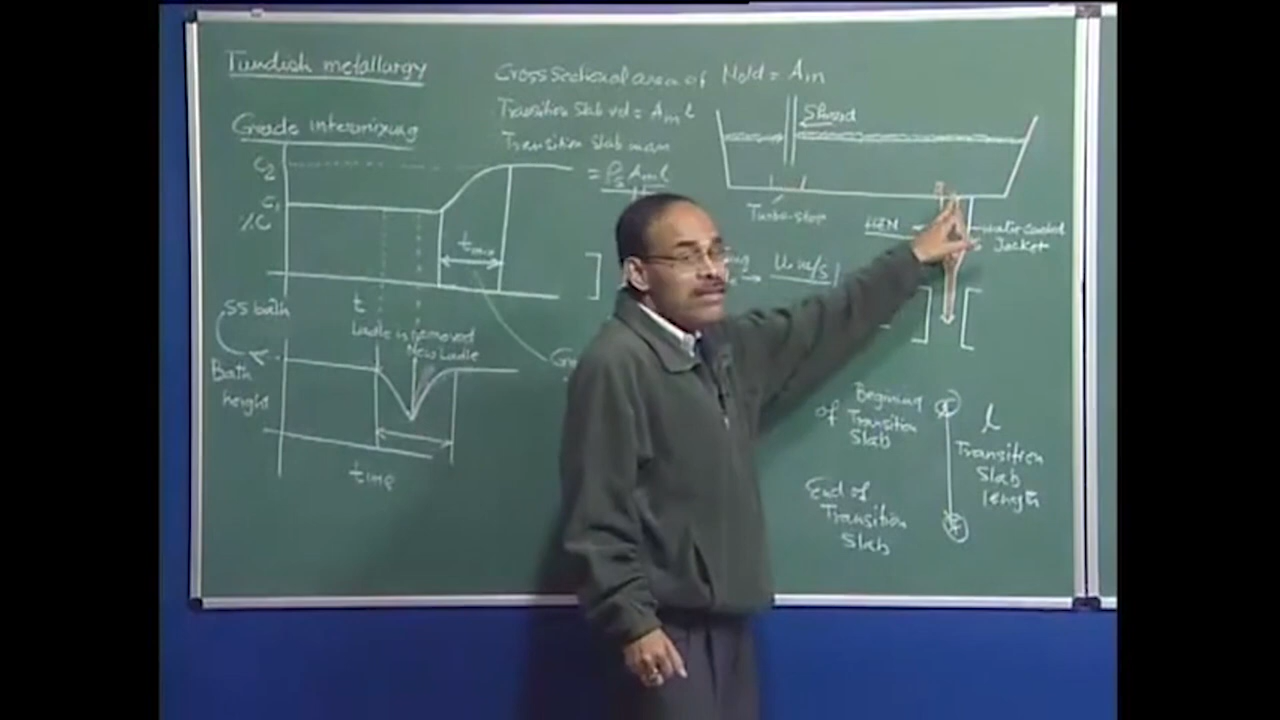 Tundish metallurgy
Grade intermixing
C₂
C₁
%C
t
SS bath
Bath
height
Ladle is removed
New Ladle
time
Cross sectional area of Mold = Am
Transition slab vol = Am l
Transition slab mass
= ρs Am l
Shroud
Turbo-stop
SEN
water cooled
Jacket
u m/s
Begining
of Transition
Slab
l
Transition
Slab
length
End of
Transition
Slab